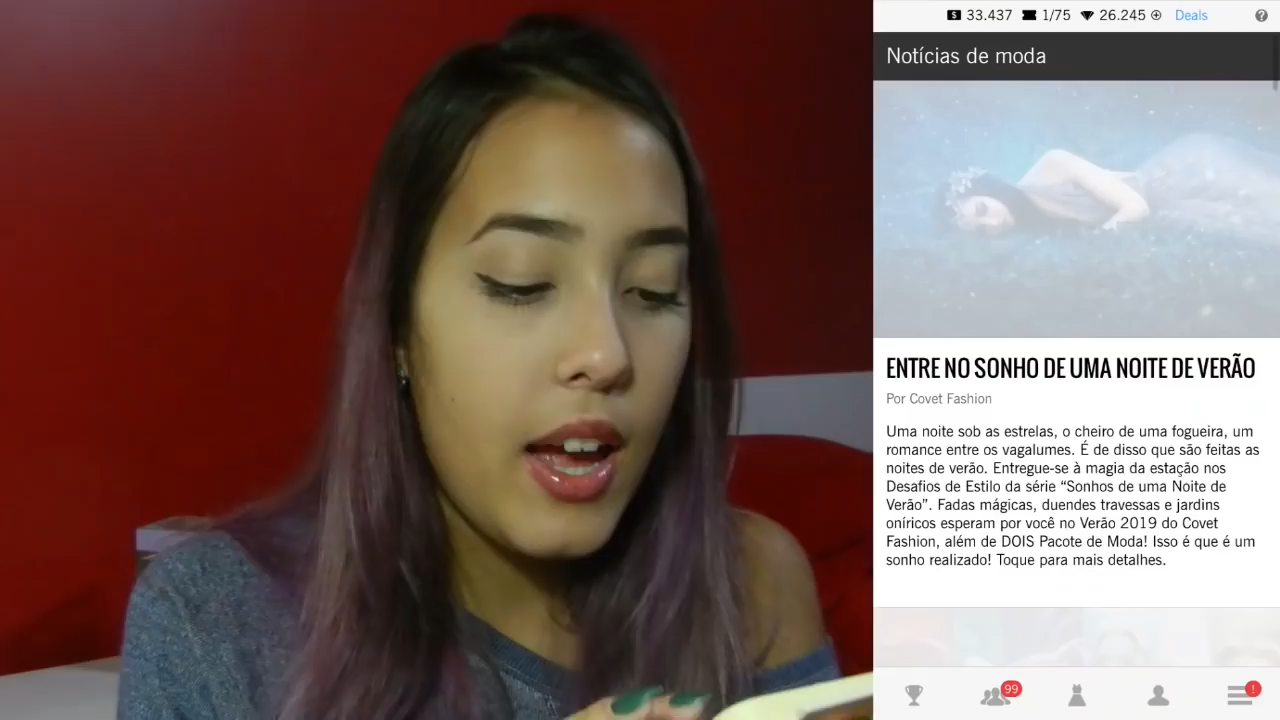 33.437 1/75 26.245 Deals ?
Notícias de moda
ENTRE NO SONHO DE UMA NOITE DE VERÃO
Por Covet Fashion
Uma noite sob as estrelas, o cheiro de uma fogueira, um
romance entre os vagalumes. É de disso que são feitas as
noites de verão. Entregue-se à magia da estação nos
Desafios de Estilo da série “Sonhos de uma Noite de
Verão”. Fadas mágicas, duendes travessas e jardins
oníricos esperam por você no Verão 2019 do Covet
Fashion, além de DOIS Pacote de Moda! Isso é que é um
sonho realizado! Toque para mais detalhes.
99 !